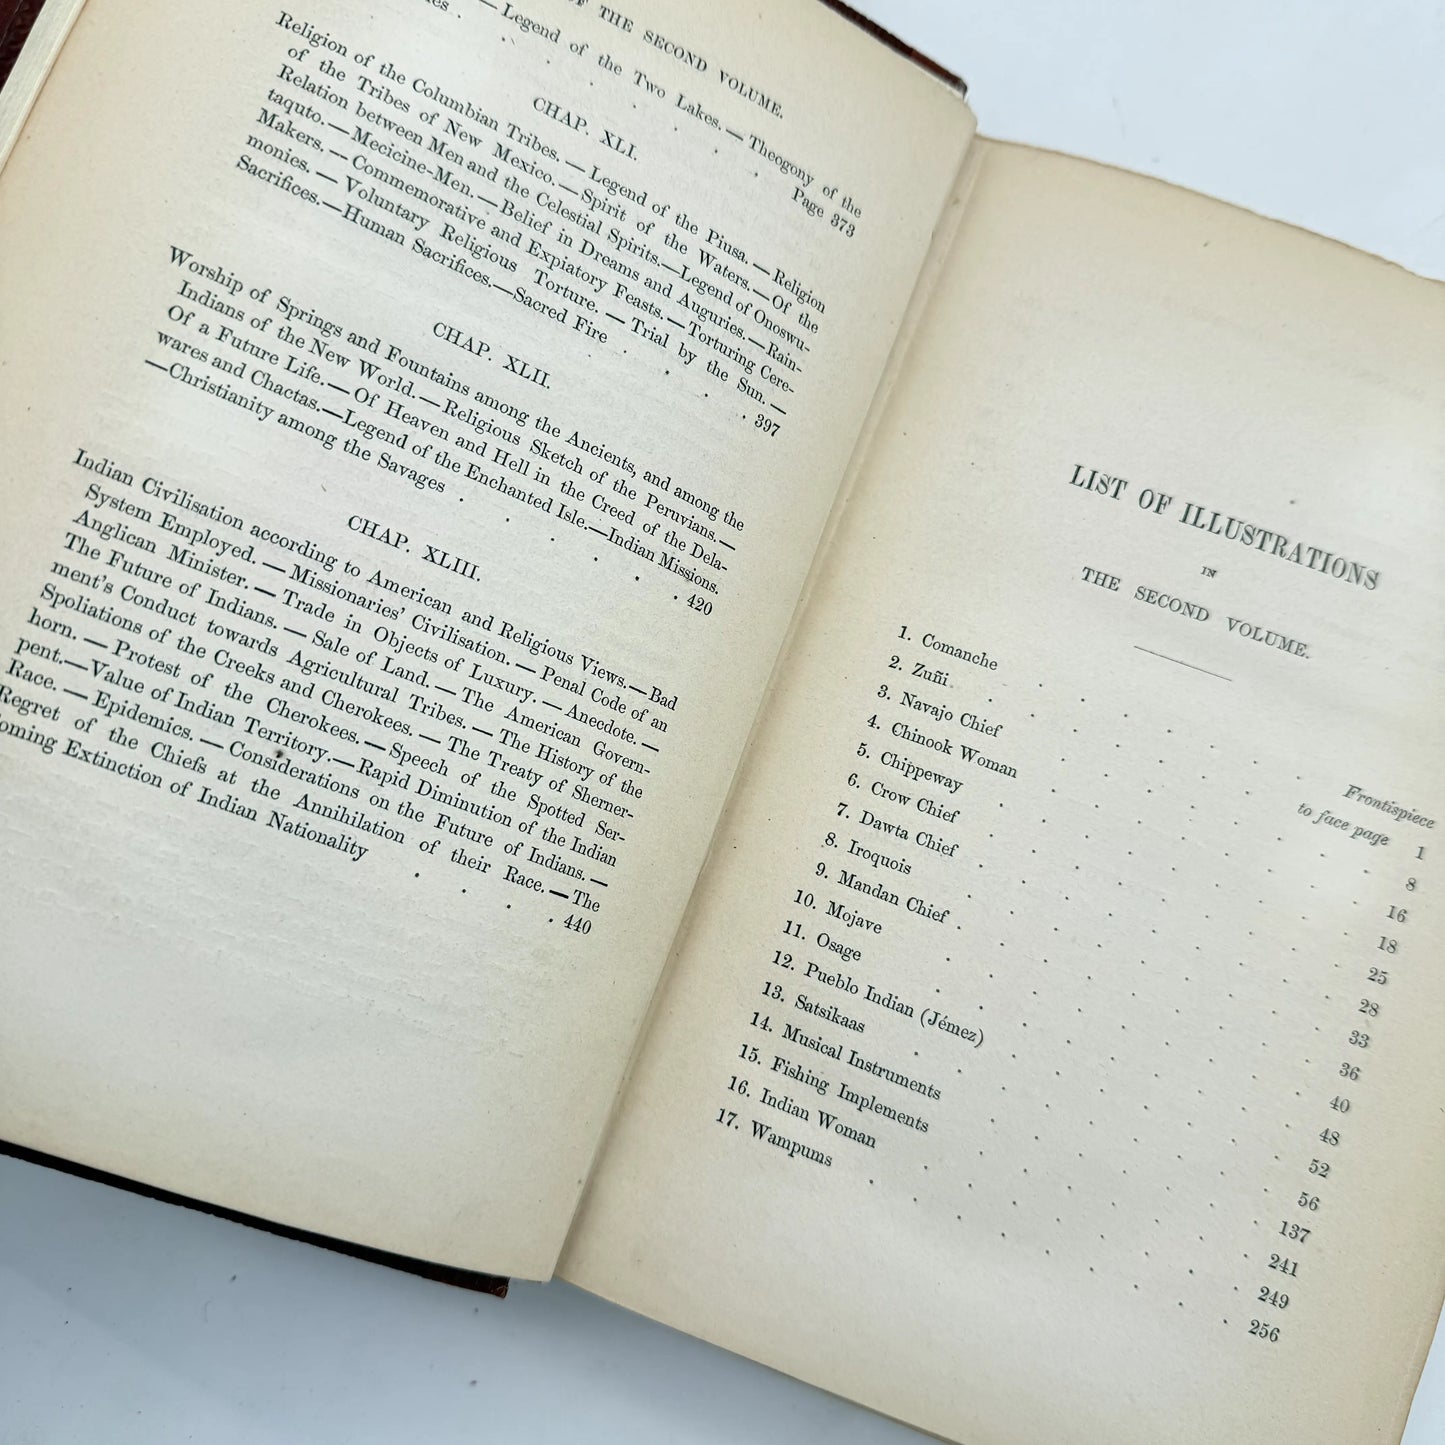 OF THE SECOND VOLUME.
— Legend of the Two Lakes. — Theogony of the
Page 373
CHAP. XLI.
Religion of the Columbian Tribes. — Legend of the Piusa. — Religion
of the Tribes of New Mexico. — Spirit of the Waters. — Of the
Relation between Men and the Celestial Spirits.—Legend of Onoswu-
taquto. — Mecicine-Men. — Belief in Dreams and Auguries. — Rain-
Makers. — Commemorative and Expiatory Feasts. — Torturing Cere-
monies. — Voluntary Religious Torture. — Trial by the Sun. —
Sacrifices.—Human Sacrifices.—Sacred Fire . . . . 397
CHAP. XLII.
Worship of Springs and Fountains among the Ancients, and among the
Indians of the New World. — Religious Sketch of the Peruvians. —
Of a Future Life. — Of Heaven and Hell in the Creed of the Dela-
wares and Chactas.—Legend of the Enchanted Isle.—Indian Missions.
—Christianity among the Savages . . . . . 420
CHAP. XLIII.
Indian Civilisation according to American and Religious Views. — Bad
System Employed. — Missionaries' Civilisation. — Penal Code of an
Anglican Minister. — Trade in Objects of Luxury. — Anecdote. —
The Future of Indians. — Sale of Land. — The American Govern-
ment's Conduct towards Agricultural Tribes. — The History of the
Spoliations of the Creeks and Cherokees. — The Treaty of Sherner-
horn. — Protest of the Cherokees. — Speech of the Spotted Ser-
pent.—Value of Indian Territory.— Rapid Diminution of the Indian
Race. — Epidemics. — Considerations on the Future of Indians. —
Regret of the Chiefs at the Annihilation of their Race. — The
Coming Extinction of Indian Nationality . . . . 440
LIST OF ILLUSTRATIONS
IN
THE SECOND VOLUME.
1. Comanche . . . Frontispiece
2. Zuñi . . . to face page 1
3. Navajo Chief . . . 8
4. Chinook Woman . . . 16
5. Chippeway . . . 18
6. Crow Chief . . . 25
7. Dawta Chief . . . 28
8. Iroquois . . . 33
9. Mandan Chief . . . 36
10. Mojave . . . 40
11. Osage . . . 48
12. Pueblo Indian (Jémez) . . . 52
13. Satsikaas . . . 56
14. Musical Instruments . . . 137
15. Fishing Implements . . . 241
16. Indian Woman . . . 249
17. Wampums . . . 256